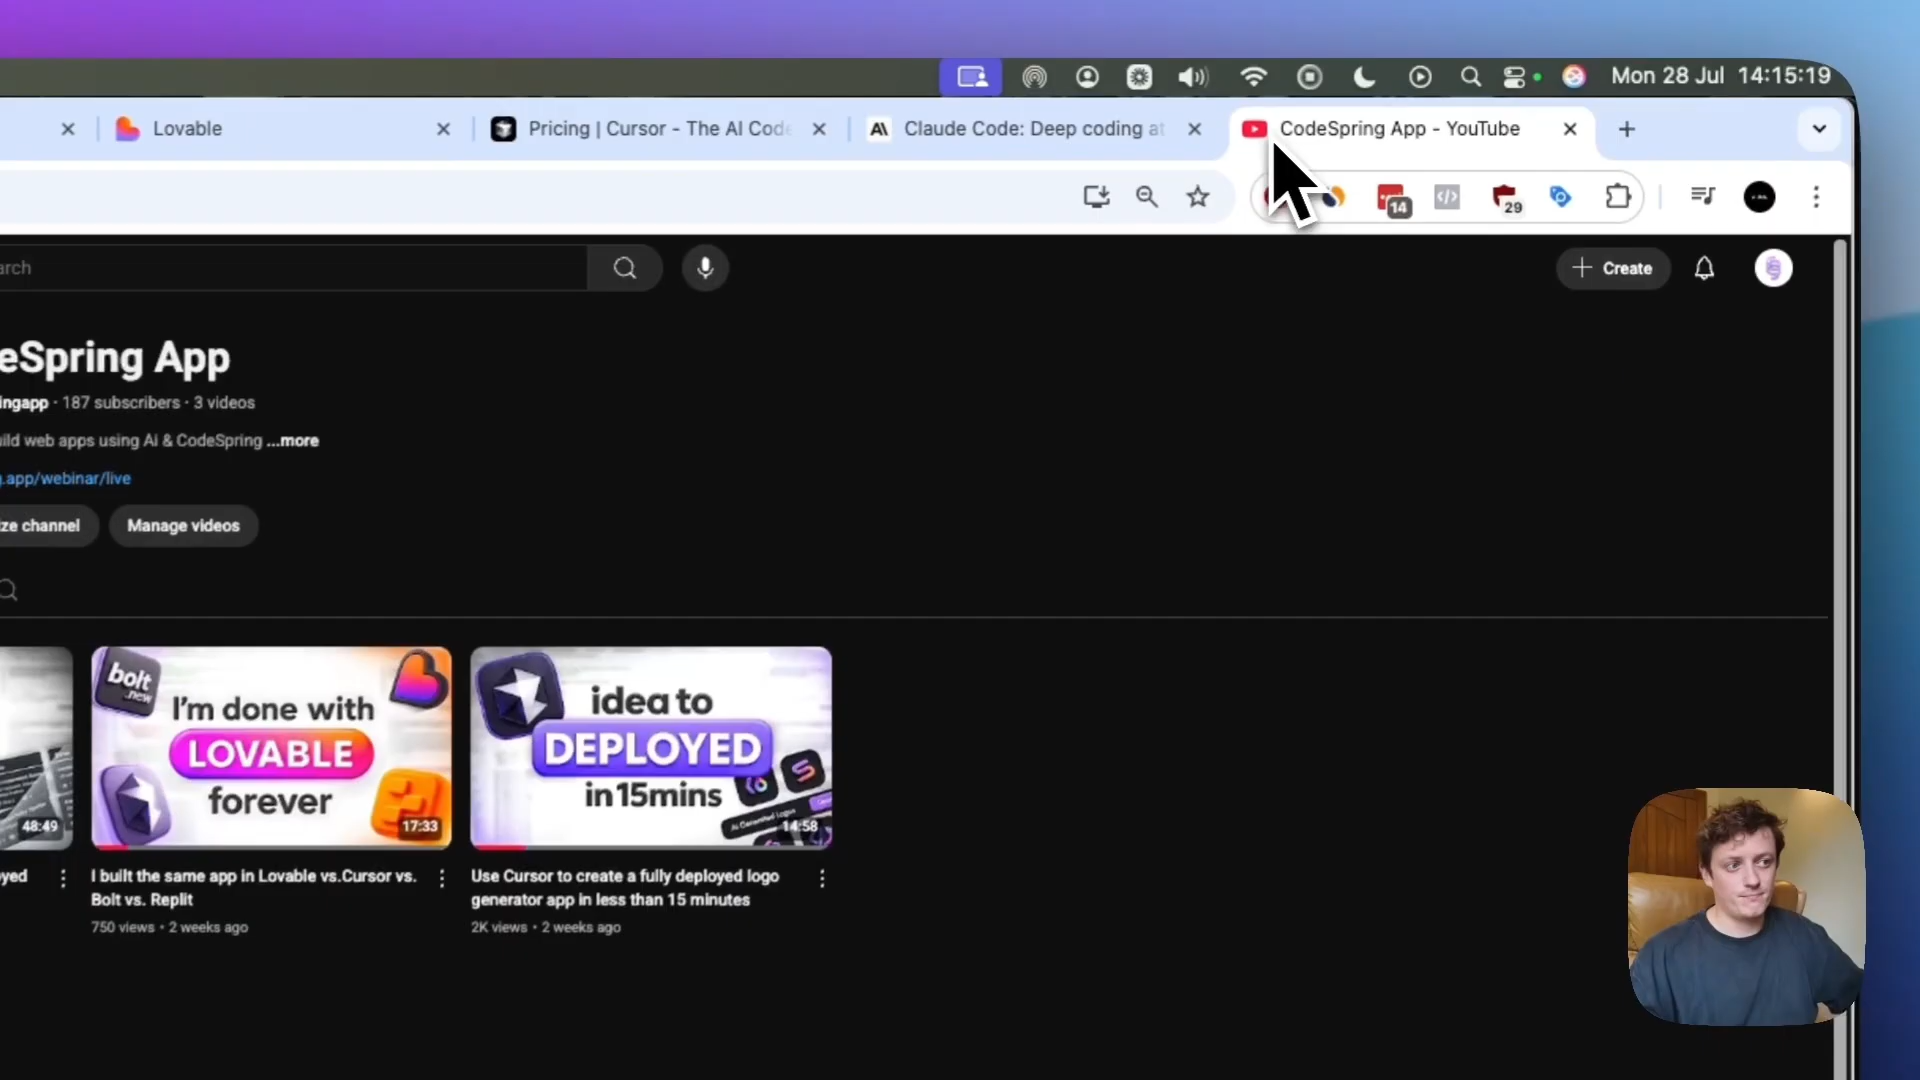 Mon 28 Jul 14:15:19
Lovable
Pricing | Cursor - The AI Code
Claude Code: Deep coding at
CodeSpring App - YouTube
14
29
arch
Create
eSpring App
ingapp · 187 subscribers · 3 videos
uild web apps using Ai & CodeSpring ...more
g.app/webinar/live
ze channel
Manage videos
48:49
bolt
.new
I'm done with
LOVABLE
forever
17:33
idea to
DEPLOYED
in 15mins
14:58
yed
I built the same app in Lovable vs.Cursor vs.
Bolt vs. Replit
750 views • 2 weeks ago
Use Cursor to create a fully deployed logo
generator app in less than 15 minutes
2K views • 2 weeks ago